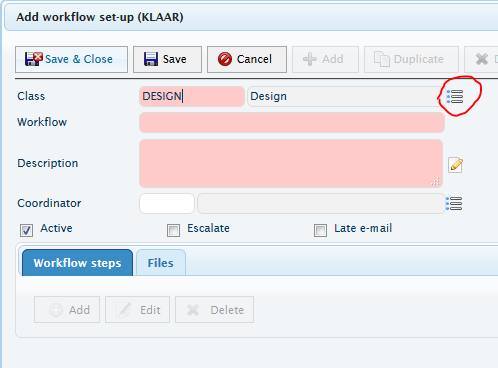 Add workflow set-up (KLAAR)
Save & Close Save Cancel Add Duplicate
Class DESIGN Design
Workflow
Description
Coordinator
Active Escalate Late e-mail
Workflow steps Files
Add Edit Delete